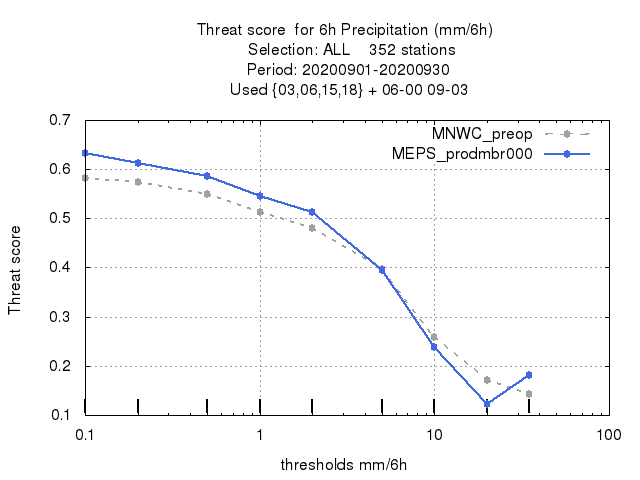 Threat score  for 6h Precipitation (mm/6h)
Selection: ALL    352 stations
Period: 20200901-20200930
Used {03,06,15,18} + 06-00 09-03
MNWC_preop
MEPS_prodmbr000
Threat score
0.7
0.6
0.5
0.4
0.3
0.2
0.1
0.1 1 10 100
thresholds mm/6h